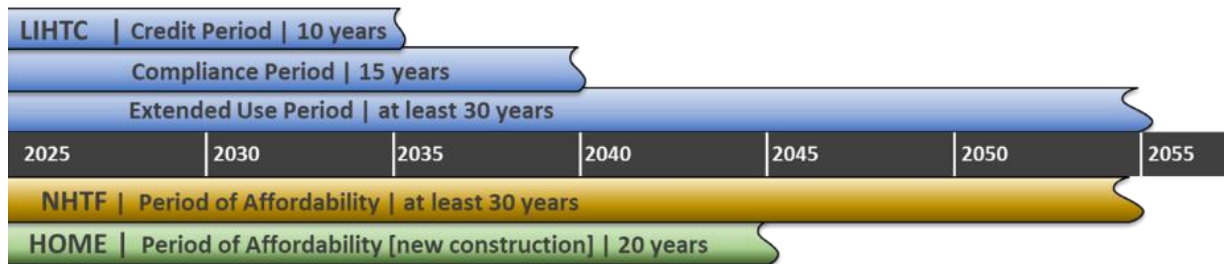 LIHTC | Credit Period | 10 years
Compliance Period | 15 years
Extended Use Period | at least 30 years
2025 2030 2035 2040 2045 2050 2055
NHTF | Period of Affordability | at least 30 years
HOME | Period of Affordability [new construction] | 20 years